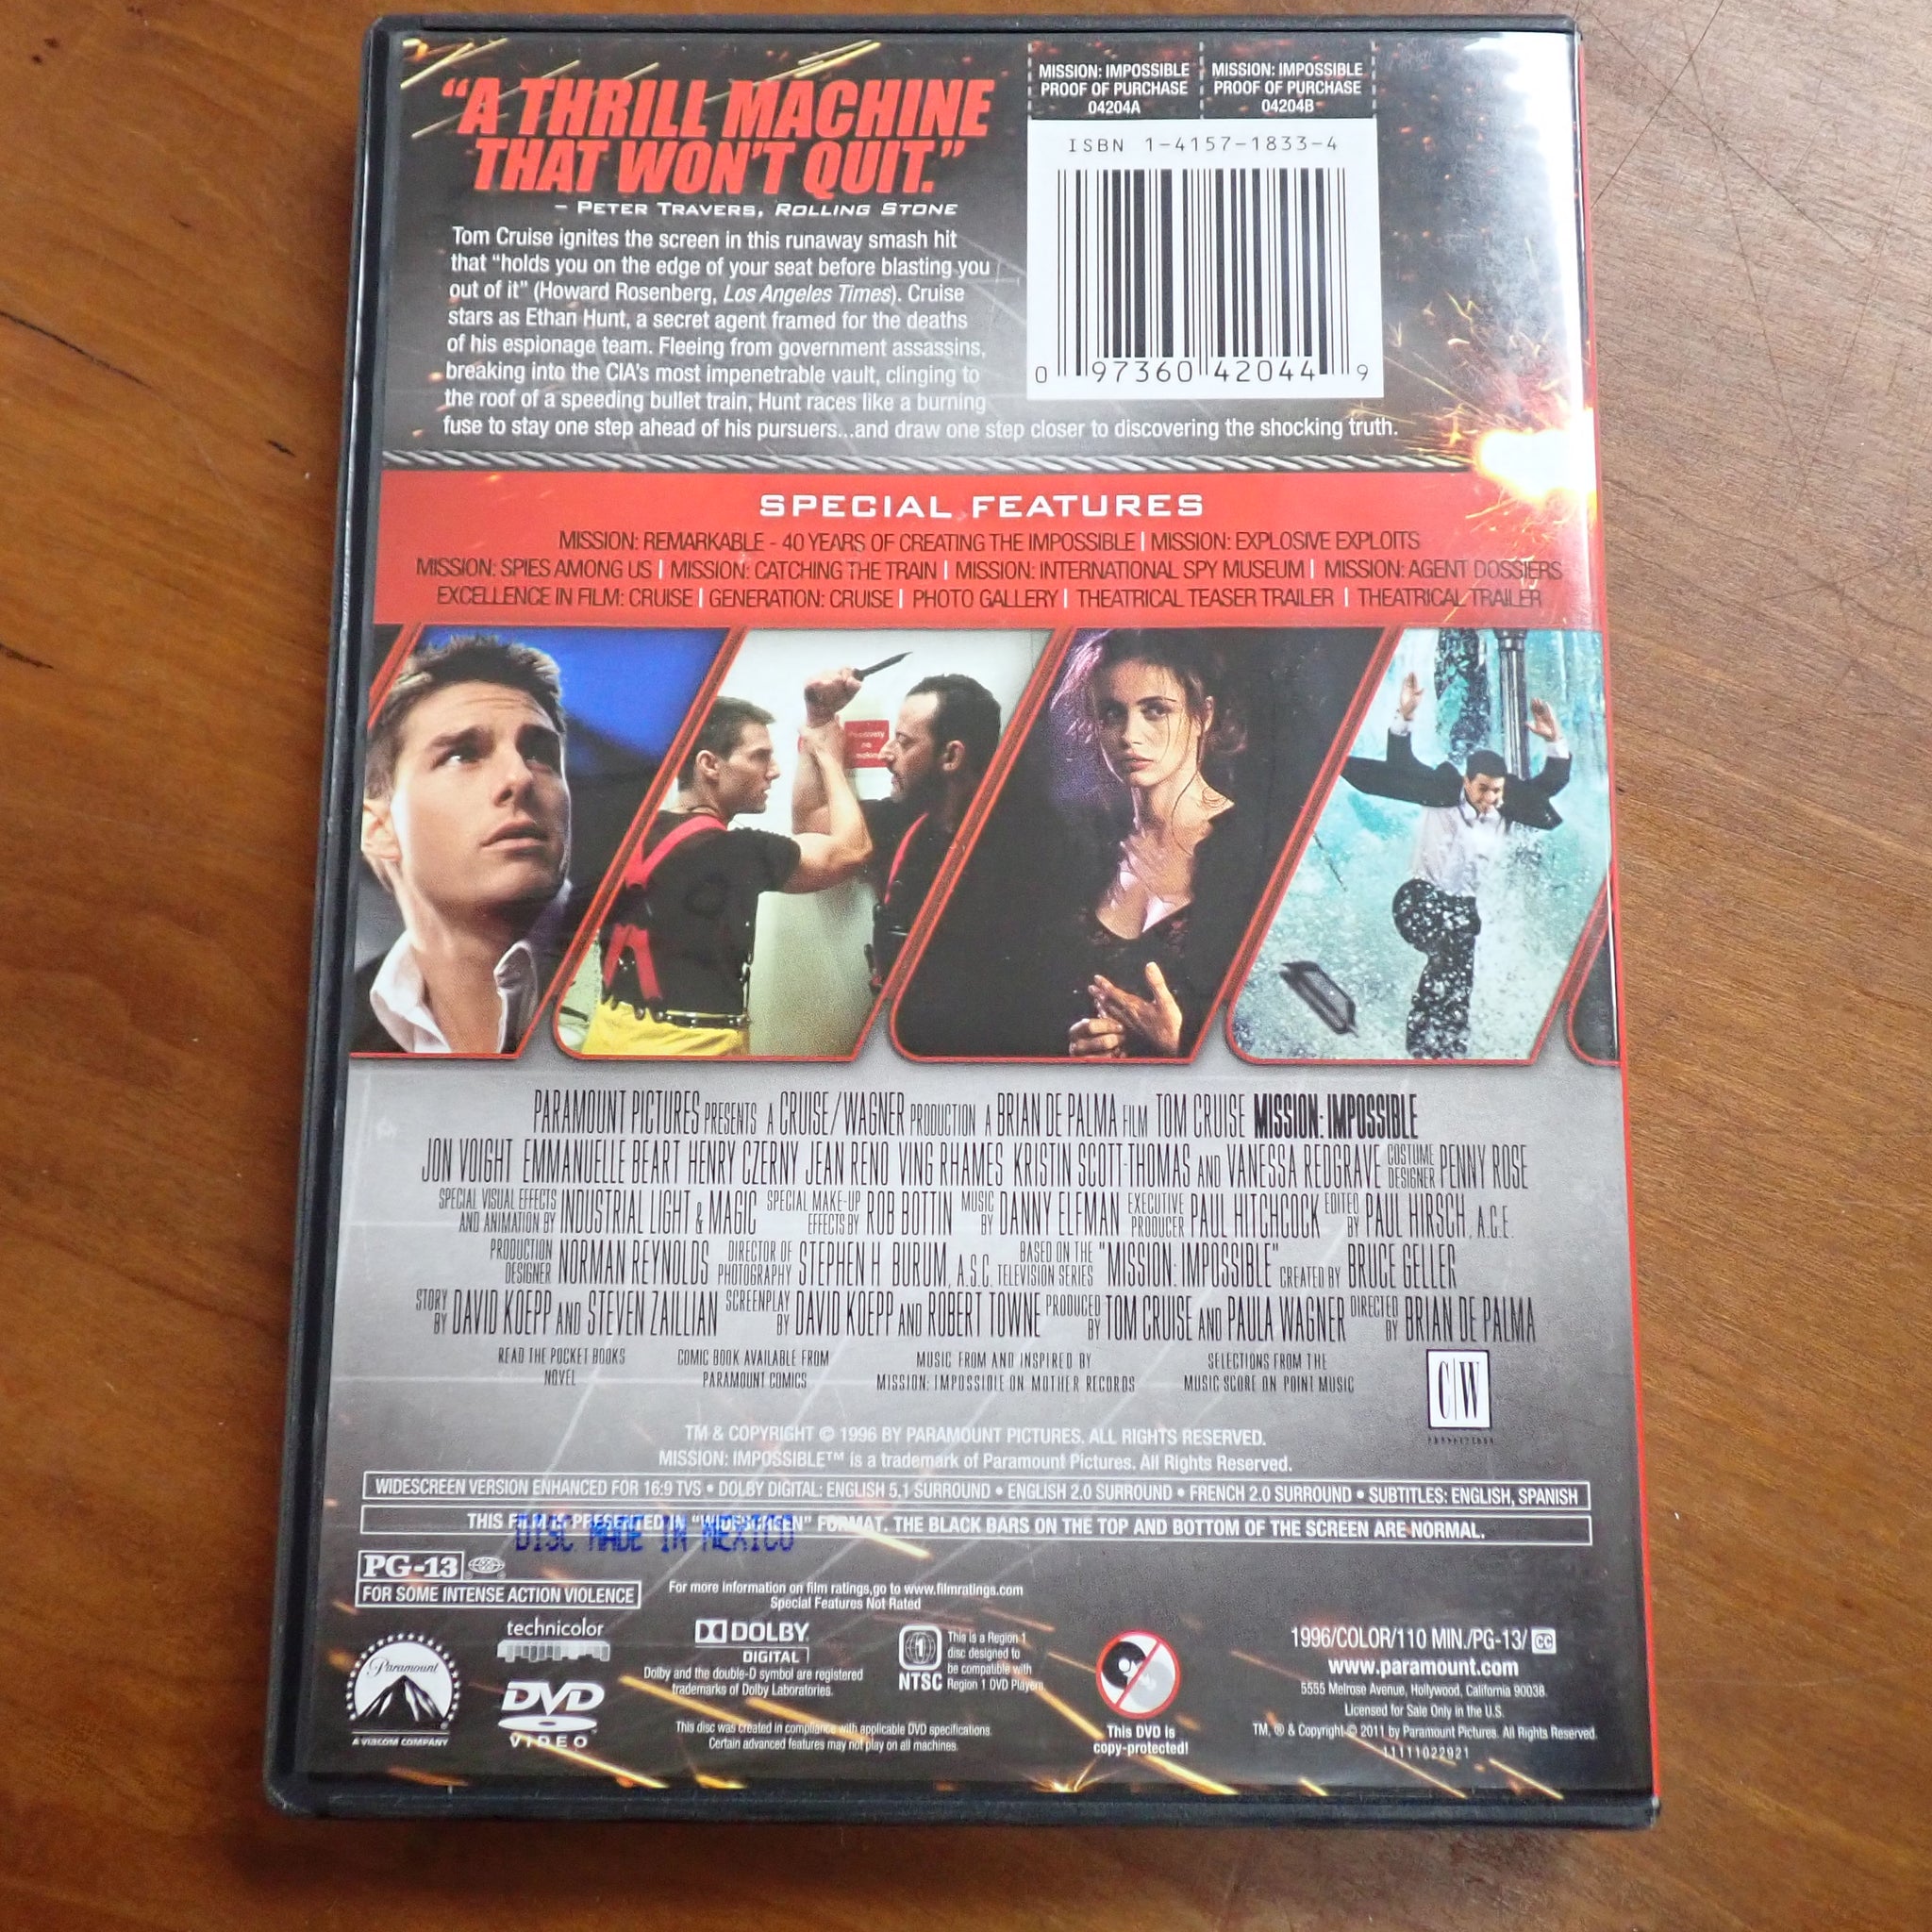 “A THRILL MACHINE
THAT WON'T QUIT.”
– PETER TRAVERS, ROLLING STONE
Tom Cruise ignites the screen in this runaway smash hit
that “holds you on the edge of your seat before blasting you
out of it” (Howard Rosenberg, Los Angeles Times). Cruise
stars as Ethan Hunt, a secret agent framed for the deaths
of his espionage team. Fleeing from government assassins,
breaking into the CIA's most impenetrable vault, clinging to
the roof of a speeding bullet train, Hunt races like a burning
fuse to stay one step ahead of his pursuers...and draw one step closer to discovering the shocking truth.
MISSION: IMPOSSIBLE
PROOF OF PURCHASE
04204A
MISSION: IMPOSSIBLE
PROOF OF PURCHASE
04204B
ISBN 1-4157-1833-4
0 97360 42044 9
SPECIAL FEATURES
MISSION: REMARKABLE - 40 YEARS OF CREATING THE IMPOSSIBLE | MISSION: EXPLOSIVE EXPLOITS
MISSION: SPIES AMONG US | MISSION: CATCHING THE TRAIN | MISSION: INTERNATIONAL SPY MUSEUM | MISSION: AGENT DOSSIERS
EXCELLENCE IN FILM: CRUISE | GENERATION: CRUISE | PHOTO GALLERY | THEATRICAL TEASER TRAILER | THEATRICAL TRAILER
Positively
no
PARAMOUNT PICTURES PRESENTS A CRUISE/WAGNER PRODUCTION A BRIAN DE PALMA FILM TOM CRUISE MISSION: IMPOSSIBLE
JON VOIGHT EMMANUELLE BEART HENRY CZERNY JEAN RENO VING RHAMES KRISTIN SCOTT-THOMAS AND VANESSA REDGRAVE COSTUME DESIGNER PENNY ROSE
SPECIAL VISUAL EFFECTS AND ANIMATION BY INDUSTRIAL LIGHT & MAGIC SPECIAL MAKE-UP EFFECTS BY ROB BOTTIN MUSIC BY DANNY ELFMAN EXECUTIVE PRODUCER PAUL HITCHCOCK EDITED BY PAUL HIRSCH, A.C.E.
PRODUCTION DESIGNER NORMAN REYNOLDS DIRECTOR OF PHOTOGRAPHY STEPHEN H. BURUM, A.S.C. BASED ON THE TELEVISION SERIES "MISSION: IMPOSSIBLE" CREATED BY BRUCE GELLER
STORY BY DAVID KOEPP AND STEVEN ZAILLIAN SCREENPLAY BY DAVID KOEPP AND ROBERT TOWNE PRODUCED BY TOM CRUISE AND PAULA WAGNER DIRECTED BY BRIAN DE PALMA
READ THE POCKET BOOKS
NOVEL
COMIC BOOK AVAILABLE FROM
PARAMOUNT COMICS
MUSIC FROM AND INSPIRED BY
MISSION: IMPOSSIBLE ON MOTHER RECORDS
SELECTIONS FROM THE
MUSIC SCORE ON POINT MUSIC
C/W
PRODUCTIONS
TM & COPYRIGHT © 1996 BY PARAMOUNT PICTURES. ALL RIGHTS RESERVED.
MISSION: IMPOSSIBLE™ is a trademark of Paramount Pictures. All Rights Reserved.
WIDESCREEN VERSION ENHANCED FOR 16:9 TVS • DOLBY DIGITAL: ENGLISH 5.1 SURROUND • ENGLISH 2.0 SURROUND • FRENCH 2.0 SURROUND • SUBTITLES: ENGLISH, SPANISH
THIS FILM IS PRESENTED IN “WIDESCREEN” FORMAT. THE BLACK BARS ON THE TOP AND BOTTOM OF THE SCREEN ARE NORMAL.
DISC MADE IN MEXICO
PG-13
FOR SOME INTENSE ACTION VIOLENCE
For more information on film ratings,go to www.filmratings.com
Special Features Not Rated
Paramount
A VIACOM COMPANY
technicolor
DVD
VIDEO
DOLBY
DIGITAL
Dolby and the double-D symbol are registered
trademarks of Dolby Laboratories.
1
NTSC
This is a Region 1
disc designed to
be compatible with
Region 1 DVD Players
This disc was created in compliance with applicable DVD specifications.
Certain advanced features may not play on all machines.
This DVD is
copy-protected!
1996/COLOR/110 MIN./PG-13/ CC
www.paramount.com
5555 Melrose Avenue, Hollywood, California 90038.
Licensed for Sale Only in the U.S.
TM, ® & Copyright © 2011 by Paramount Pictures. All Rights Reserved.
11111022921